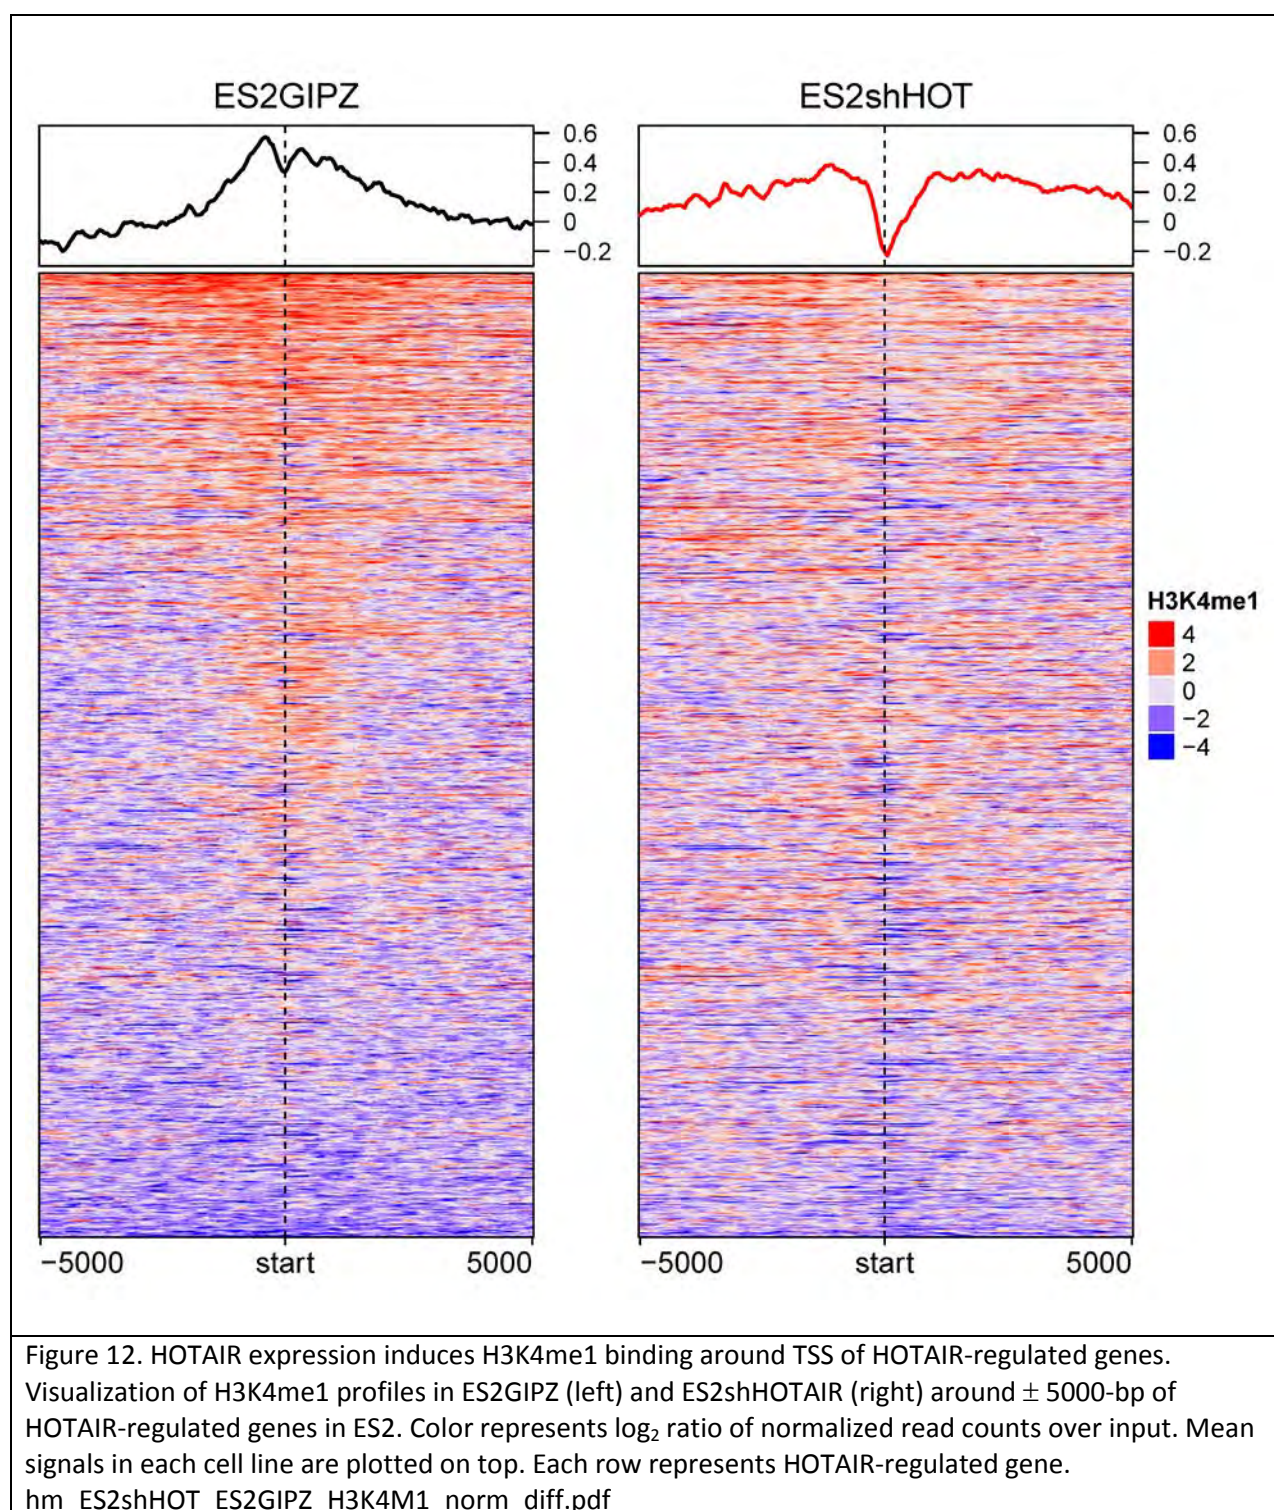 ES2GIPZ
ES2shHOT
0.6
0.4
0.2
0
−0.2
0.6
0.4
0.2
0
−0.2
H3K4me1
4
2
0
−2
−4
−5000 start 5000
−5000 start 5000
Figure 12. HOTAIR expression induces H3K4me1 binding around TSS of HOTAIR-regulated genes.
Visualization of H3K4me1 profiles in ES2GIPZ (left) and ES2shHOTAIR (right) around ± 5000-bp of
HOTAIR-regulated genes in ES2. Color represents log₂ ratio of normalized read counts over input. Mean
signals in each cell line are plotted on top. Each row represents HOTAIR-regulated gene.
hm_ES2shHOT_ES2GIPZ_H3K4M1_norm_diff.pdf